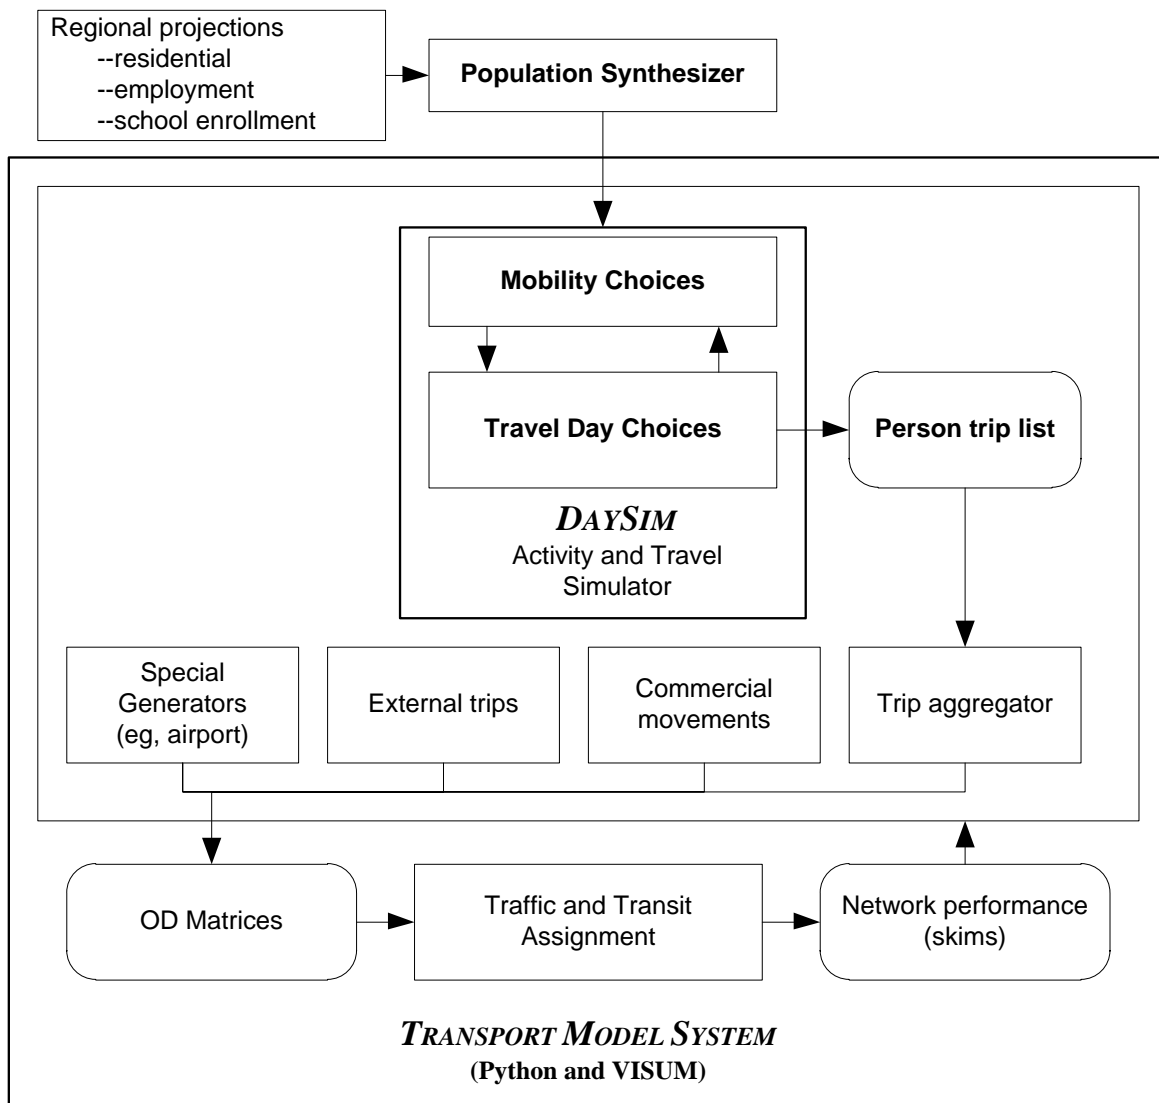 Regional projections
--residential
--employment
--school enrollment
Population Synthesizer
Mobility Choices
Travel Day Choices
Person trip list
DAYSIM
Activity and Travel
Simulator
Special
Generators
(eg, airport)
External trips
Commercial
movements
Trip aggregator
OD Matrices
Traffic and Transit
Assignment
Network performance
(skims)
TRANSPORT MODEL SYSTEM
(Python and VISUM)